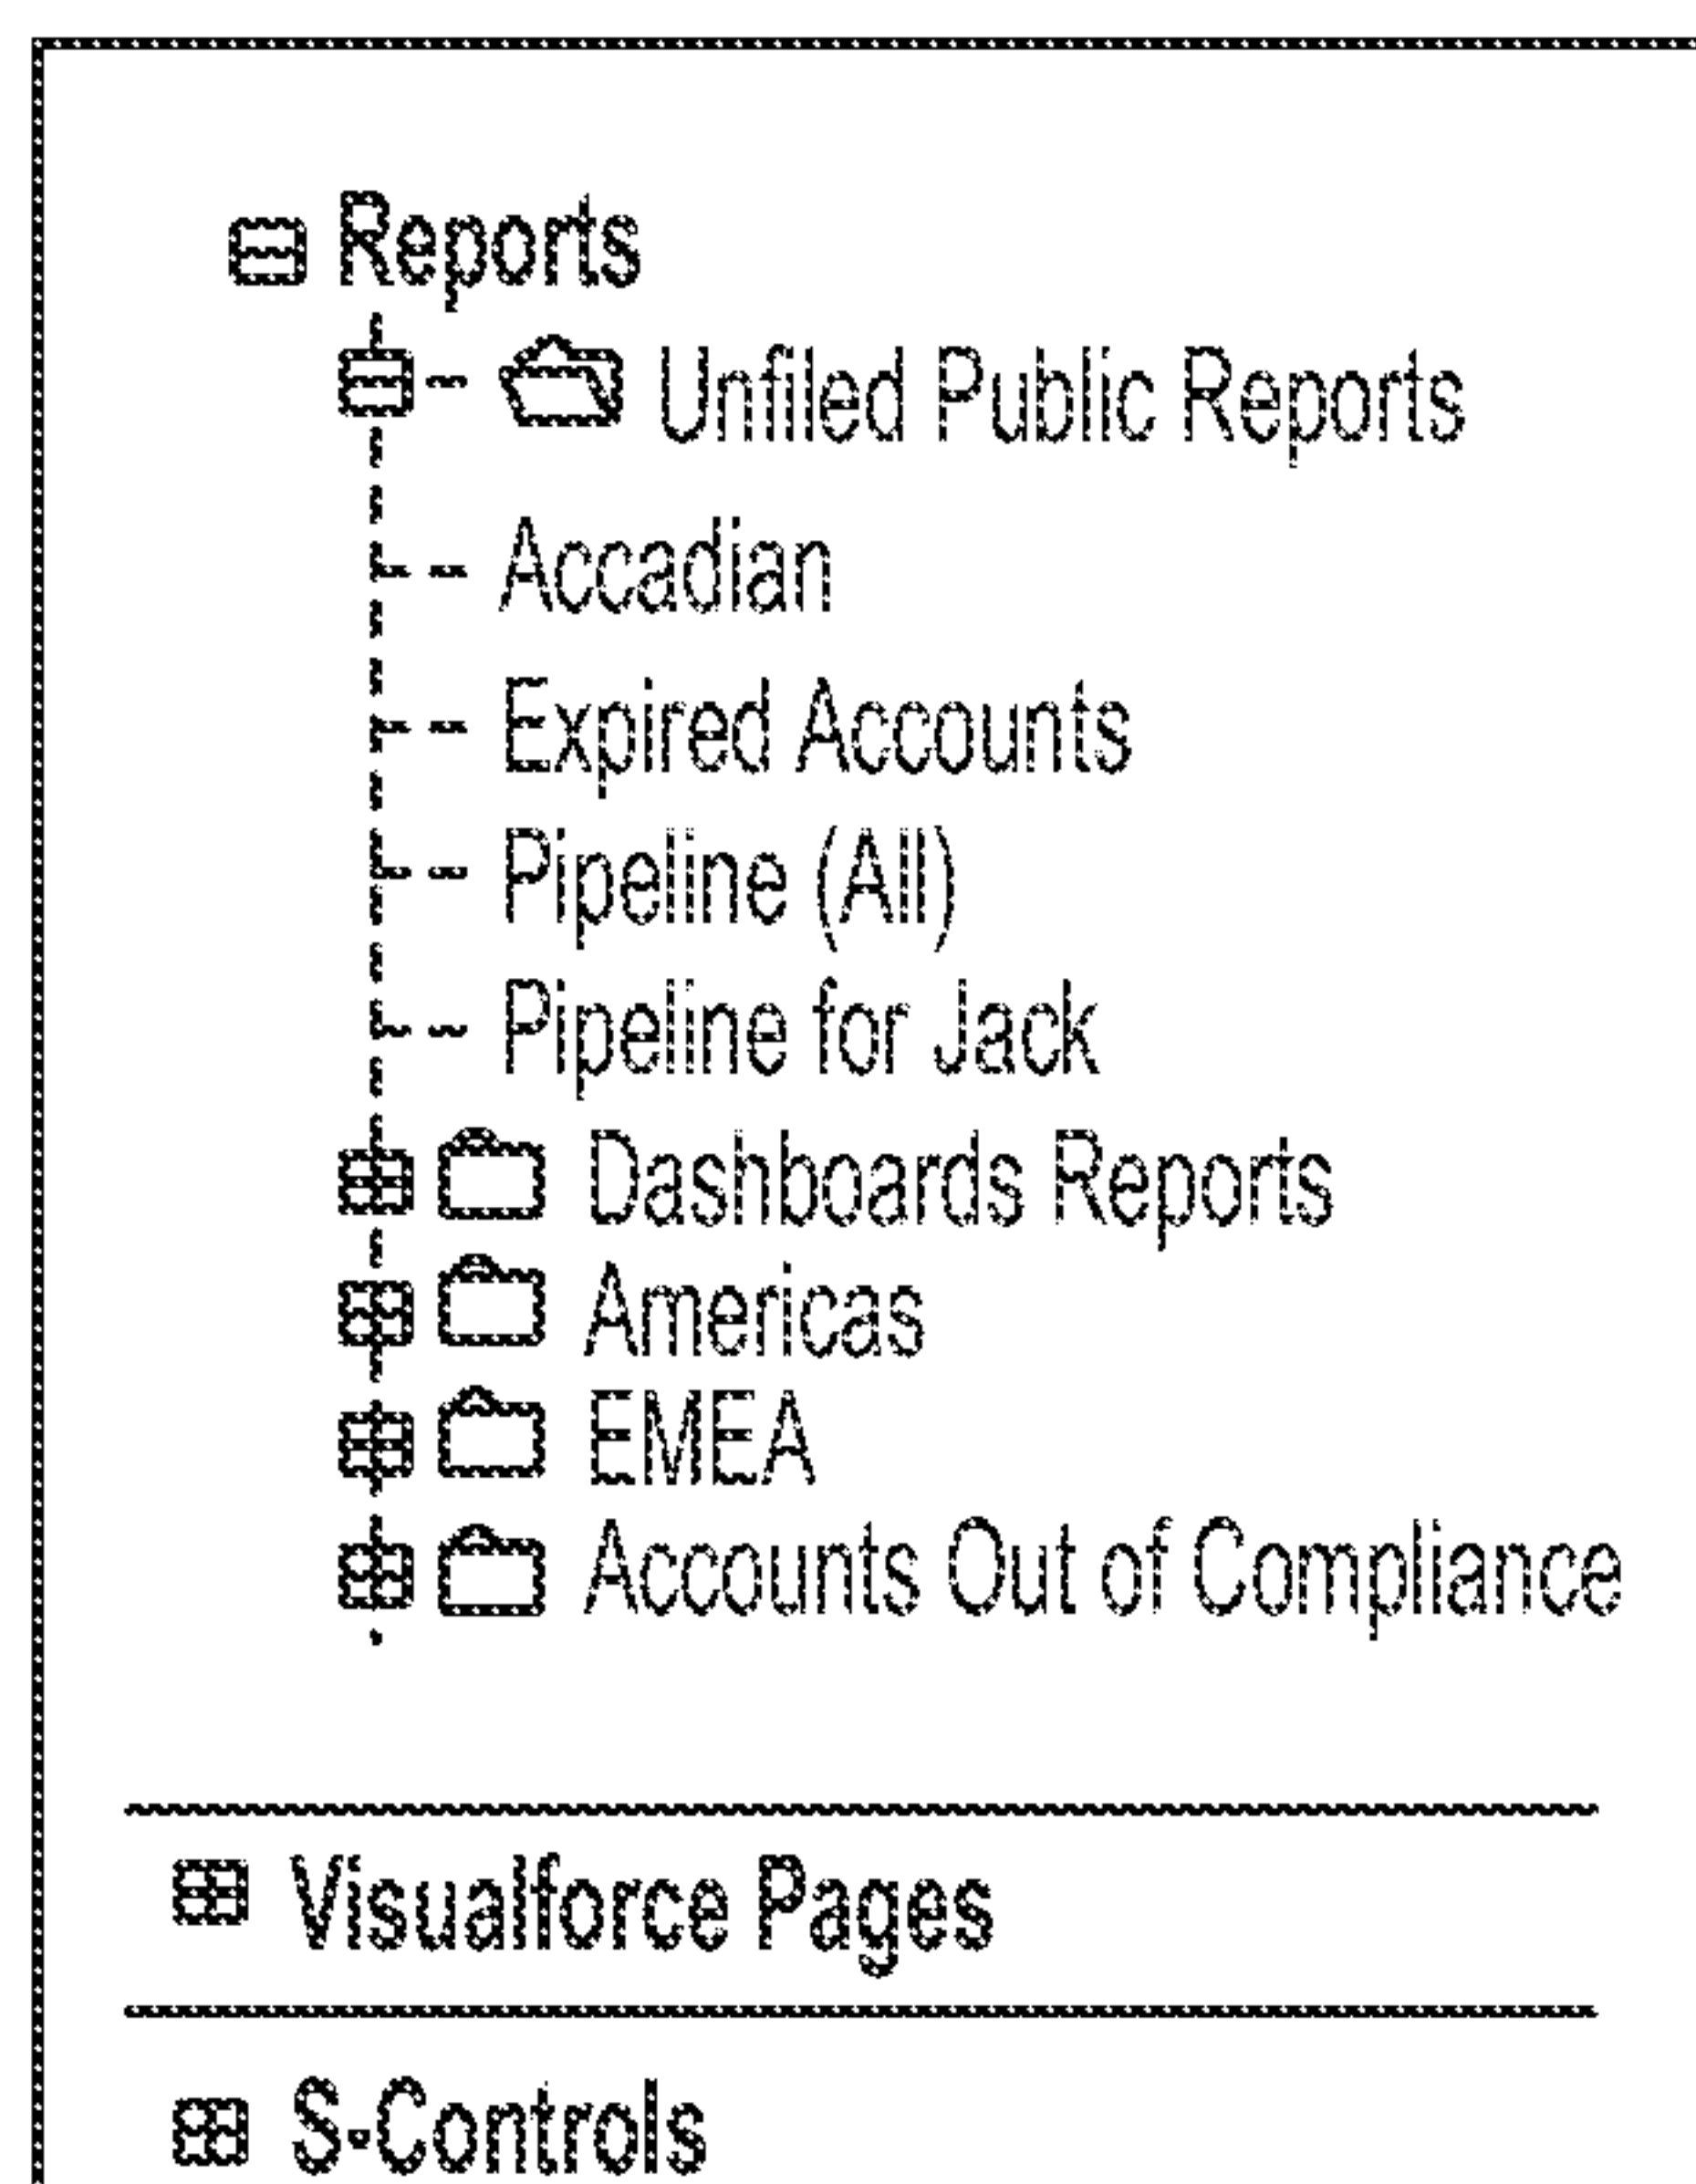 Reports
Unfiled Public Reports
Accadian
Expired Accounts
Pipeline (All)
Pipeline for Jack
Dashboards Reports
Americas
EMEA
Accounts Out of Compliance
Visualforce Pages
S-Controls